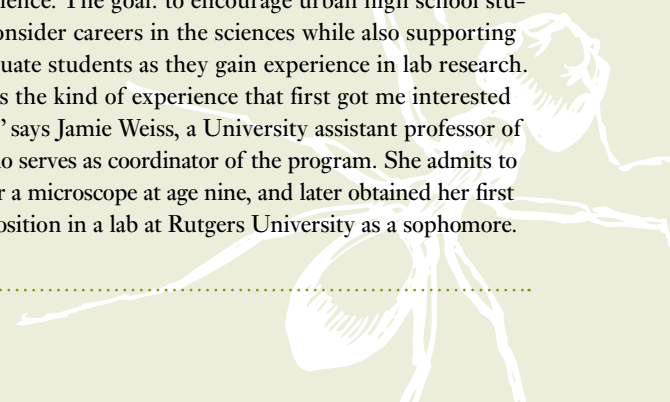 The goal: to encourage urban high school stu-
onsider careers in the sciences while also supporting
uate students as they gain experience in lab research.
s the kind of experience that first got me interested
” says Jamie Weiss, a University assistant professor of
o serves as coordinator of the program. She admits to
r a microscope at age nine, and later obtained her first
osition in a lab at Rutgers University as a sophomore.